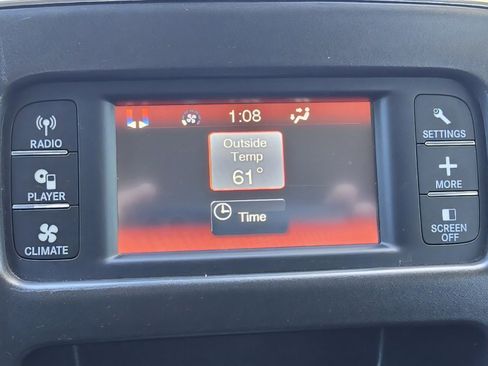 1:08
RADIO
PLAYER
CLIMATE
Outside
Temp
61°
Time
SETTINGS
MORE
SCREEN
OFF